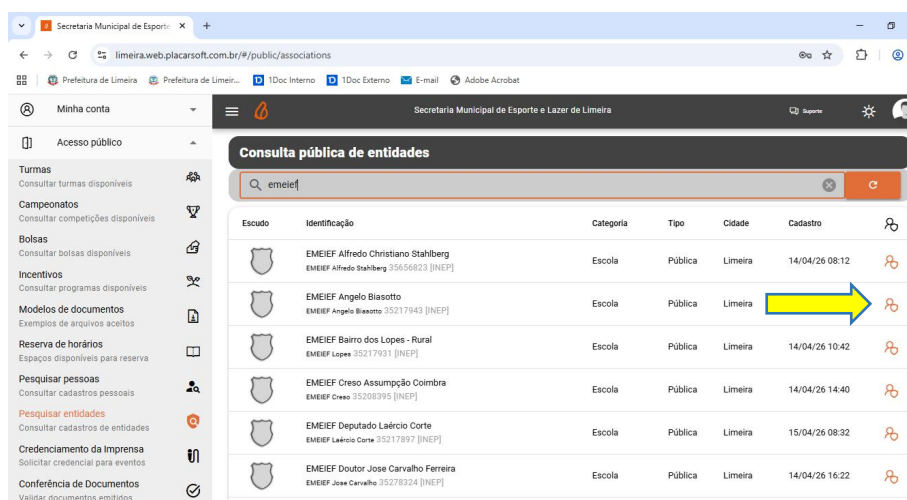 Secretaria Municipal de Esporte
limeira.web.placarsoft.com.br/#/public/associations
Prefeitura de Limeira
Prefeitura de Limeir...
1Doc Interno
1Doc Externo
E-mail
Adobe Acrobat
Minha conta
Secretaria Municipal de Esporte e Lazer de Limeira
Suporte
Acesso público
Turmas
Consultar turmas disponíveis
Campeonatos
Consultar competições disponíveis
Bolsas
Consultar bolsas disponíveis
Incentivos
Consultar programas disponíveis
Modelos de documentos
Exemplos de arquivos aceitos
Reserva de horários
Espaços disponíveis para reserva
Pesquisar pessoas
Consultar cadastros pessoais
Pesquisar entidades
Consultar cadastros de entidades
Credenciamento da Imprensa
Solicitar credencial para eventos
Conferência de Documentos
Validar documentos emitidos
Consulta pública de entidades
emeief
Escudo Identificação Categoria Tipo Cidade Cadastro
EMEIEF Alfredo Christiano Stahlberg Escola Pública Limeira 14/04/26 08:12
EMEIEF Alfredo Stahlberg 35656823 [INEP]
EMEIEF Angelo Biasotto Escola Pública Limeira
EMEIEF Angelo Biasotto 35217943 [INEP]
EMEIEF Bairro dos Lopes - Rural Escola Pública Limeira 14/04/26 10:42
EMEIEF Lopes 35217931 [INEP]
EMEIEF Creso Assumpção Coimbra Escola Pública Limeira 14/04/26 14:40
EMEIEF Creso 35208395 [INEP]
EMEIEF Deputado Laércio Corte Escola Pública Limeira 15/04/26 08:32
EMEIEF Laércio Corte 35217897 [INEP]
EMEIEF Doutor Jose Carvalho Ferreira Escola Pública Limeira 14/04/26 16:22
EMEIEF Jose Carvalho 35278324 [INEP]